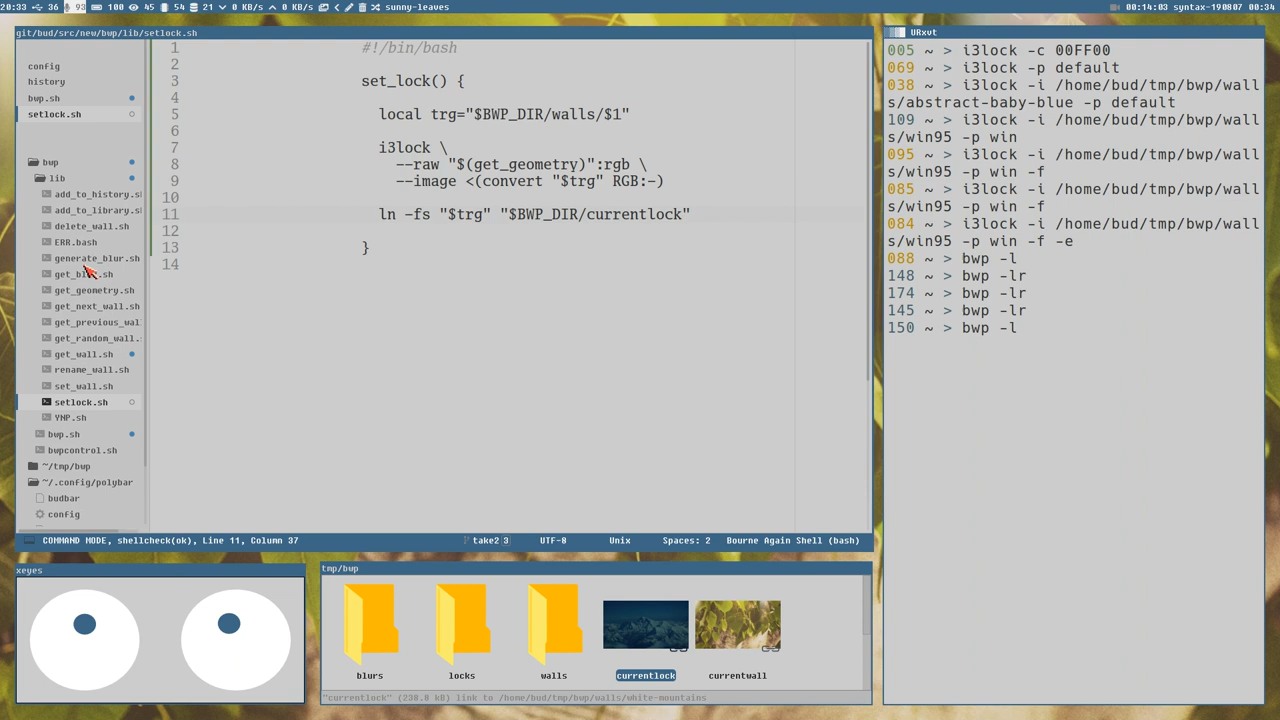 20:33 36 93 100 45 54 21 0 KB/s 0 KB/s sunny-leaves
00:14:03 syntax-190807 00:34
git/bud/src/new/bwp/lib/setlock.sh
config
history
bwp.sh
setlock.sh
bwp
lib
add_to_history.s
add_to_library.s
delete_wall.sh
ERR.bash
generate_blur.sh
get_geometry.sh
get_next_wall.sh
get_previous_wal
get_random_wall.
get_wall.sh
rename_wall.sh
set_wall.sh
setlock.sh
YNP.sh
bwp.sh
bwpcontrol.sh
~/tmp/bwp
~/.config/polybar
budbar
config
1 #!/bin/bash
2
3 set_lock() {
4
5 local trg="$BWP_DIR/walls/$1"
6
7 i3lock \
8 --raw "$(get_geometry)":rgb \
9 --image <(convert "$trg" RGB:-)
10
11 ln -fs "$trg" "$BWP_DIR/currentlock"
12
13 }
14
COMMAND MODE, shellcheck(ok), Line 11, Column 37 take2 3 UTF-8 Unix Spaces: 2 Bourne Again Shell (bash)
xeyes
tmp/bwp
blurs locks walls currentlock currentwall
"currentlock" (230.8 kB) link to /home/bud/tmp/bwp/walls/white-mountains
URxvt
005 ~ > i3lock -c 00FF00
069 ~ > i3lock -p default
038 ~ > i3lock -i /home/bud/tmp/bwp/wall
s/abstract-baby-blue -p default
109 ~ > i3lock -i /home/bud/tmp/bwp/wall
s/win95 -p win
095 ~ > i3lock -i /home/bud/tmp/bwp/wall
s/win95 -p win -f
085 ~ > i3lock -i /home/bud/tmp/bwp/wall
s/win95 -p win -f
084 ~ > i3lock -i /home/bud/tmp/bwp/wall
s/win95 -p win -f -e
088 ~ > bwp -l
148 ~ > bwp -lr
174 ~ > bwp -lr
145 ~ > bwp -lr
150 ~ > bwp -l